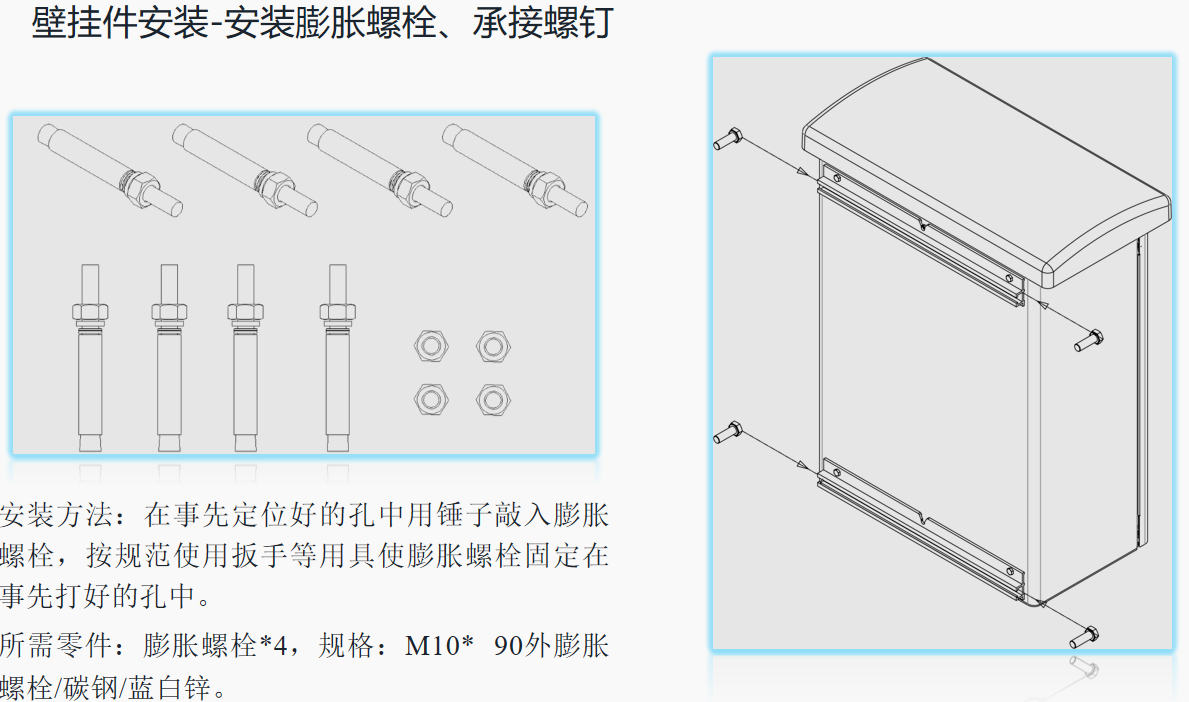 壁挂件安装-安装膨胀螺栓、承接螺钉
安装方法：在事先定位好的孔中用锤子敲入膨胀
螺栓，按规范使用扳手等用具使膨胀螺栓固定在
事先打好的孔中。
所需零件：膨胀螺栓*4，规格：M10* 90外膨胀
螺栓/碳钢/蓝白锌。